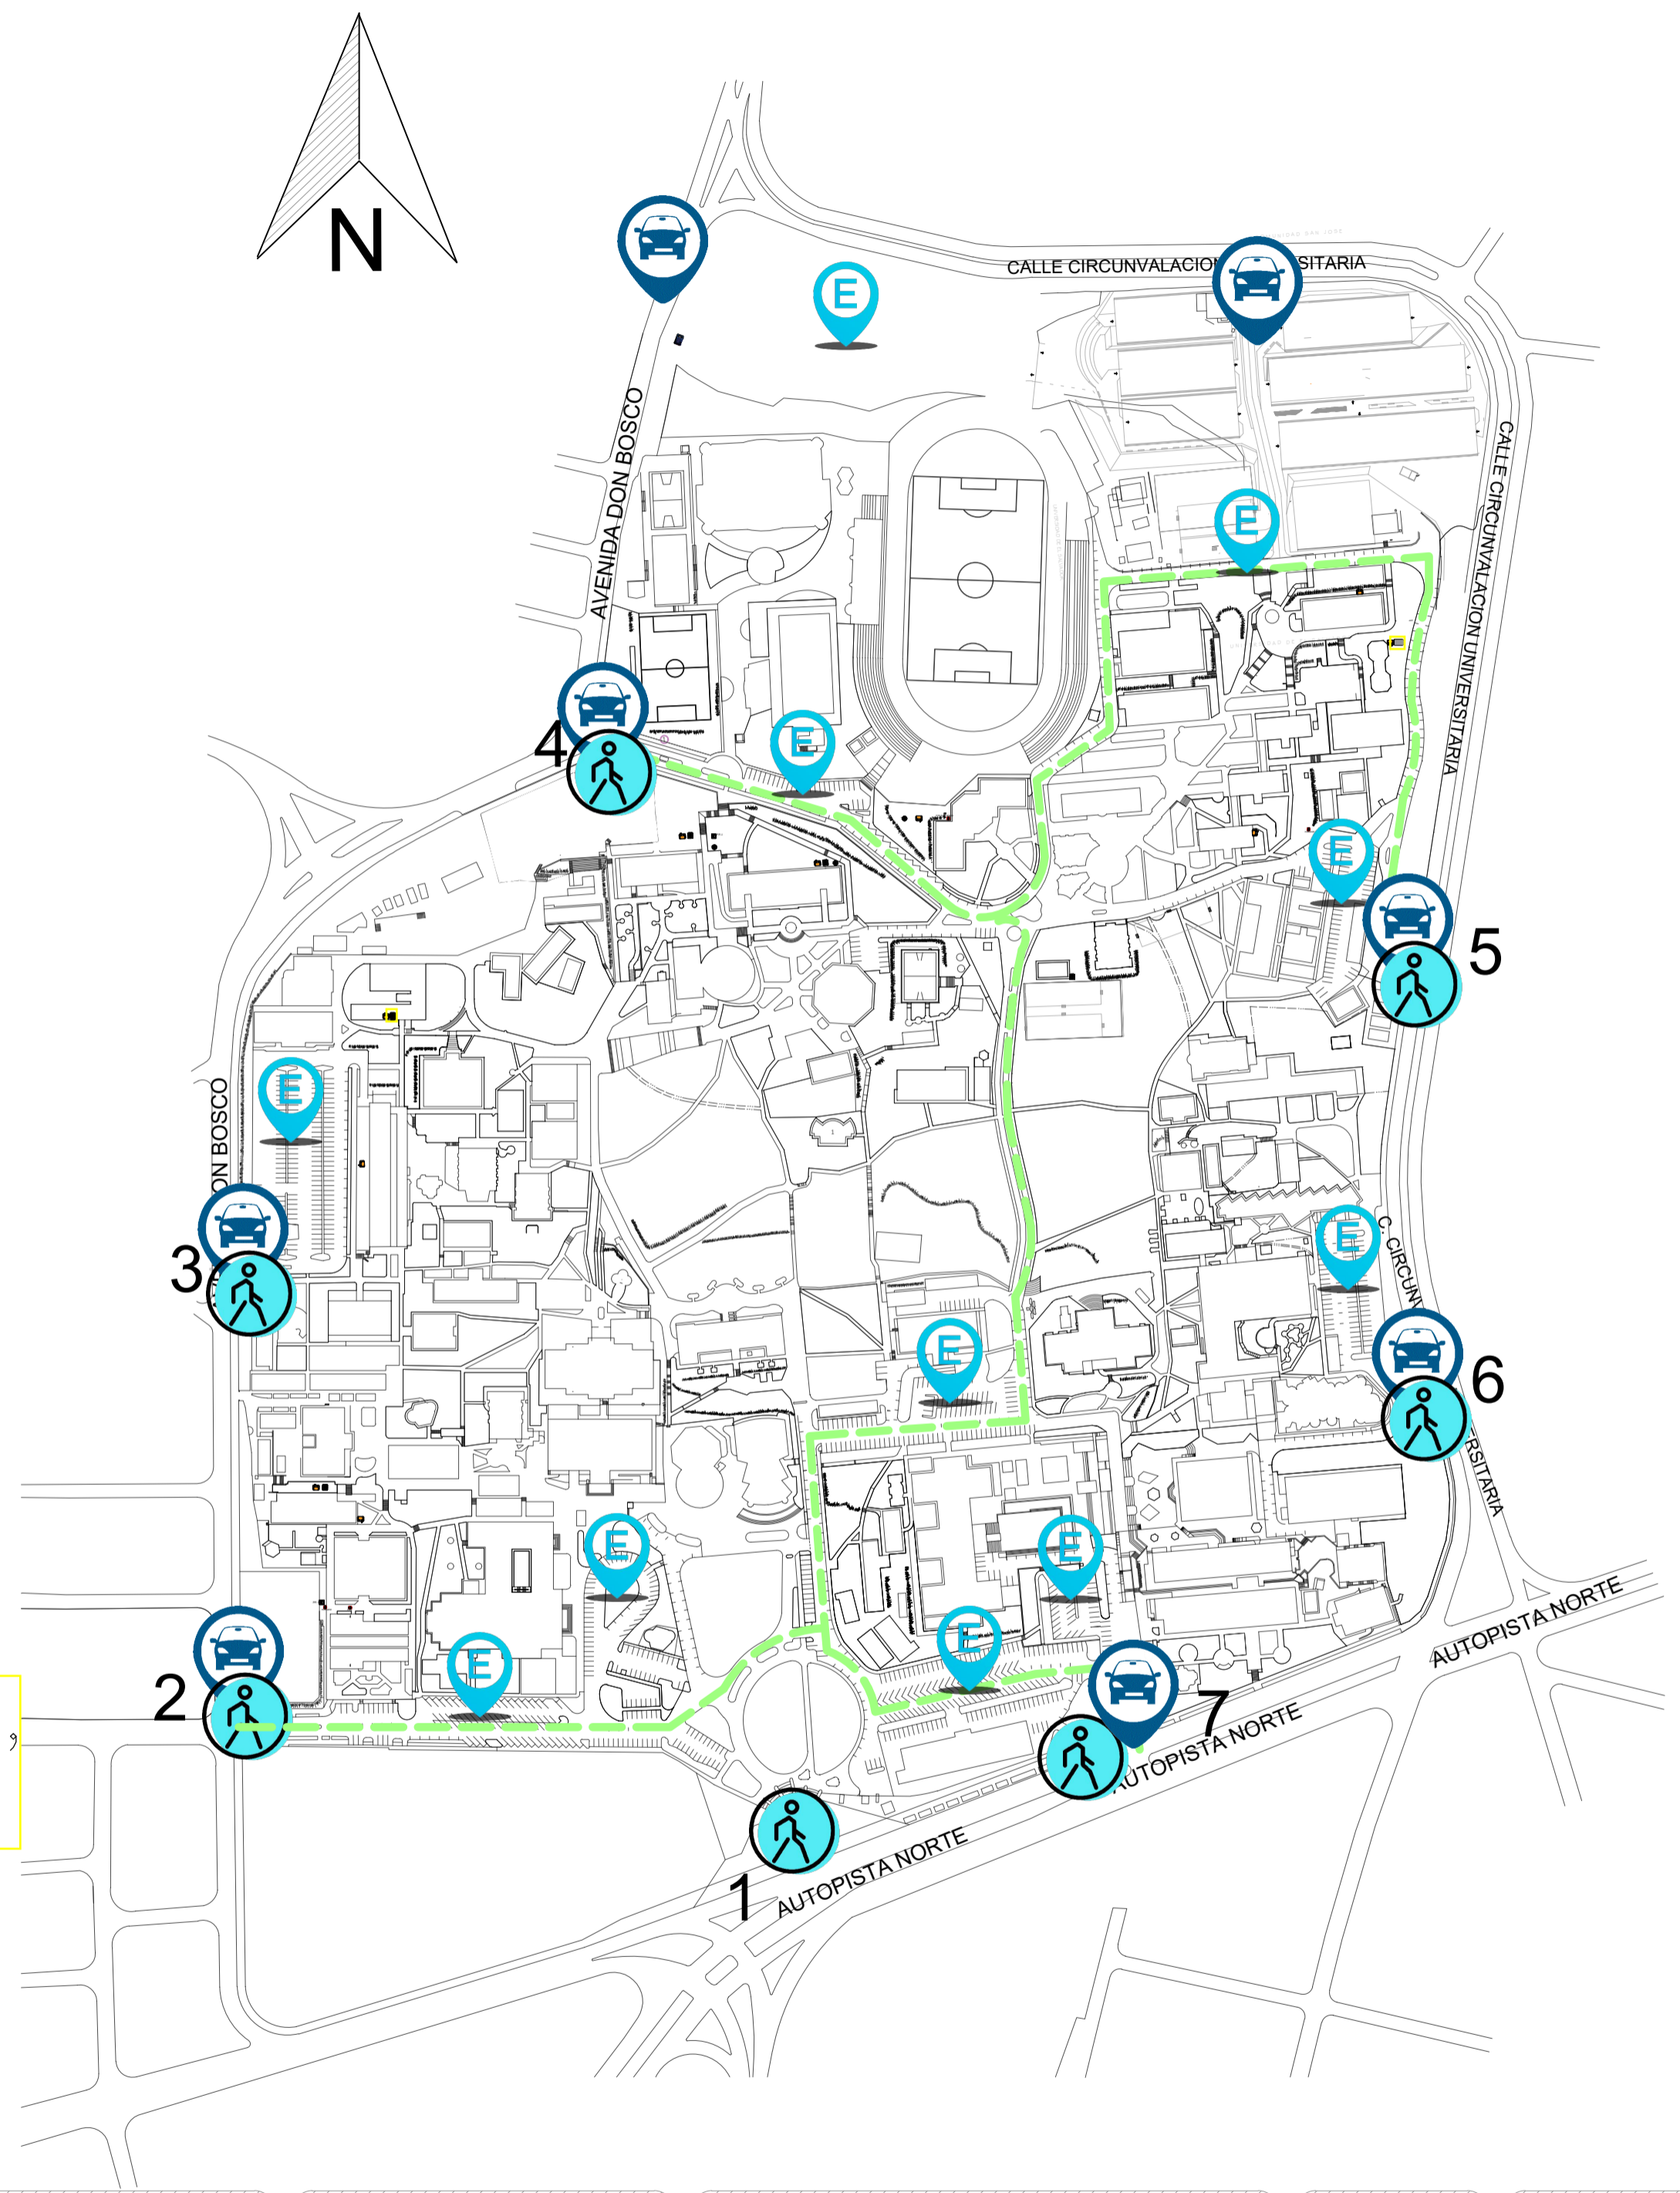 N
CALLE CIRCUNVALACION
SITARIA
E
AVENIDA DON BOSCO
CALLE CIRCUNVALACION UNIVERSITARIA
E
4
E
E
5
E
ON BOSCO
3
E
C. CIRCUN
E
6
RSITARIA
E
E
E
E
2
7
AUTOPISTA NORTE
AUTOPISTA NORTE
1
AUTOPISTA NORTE